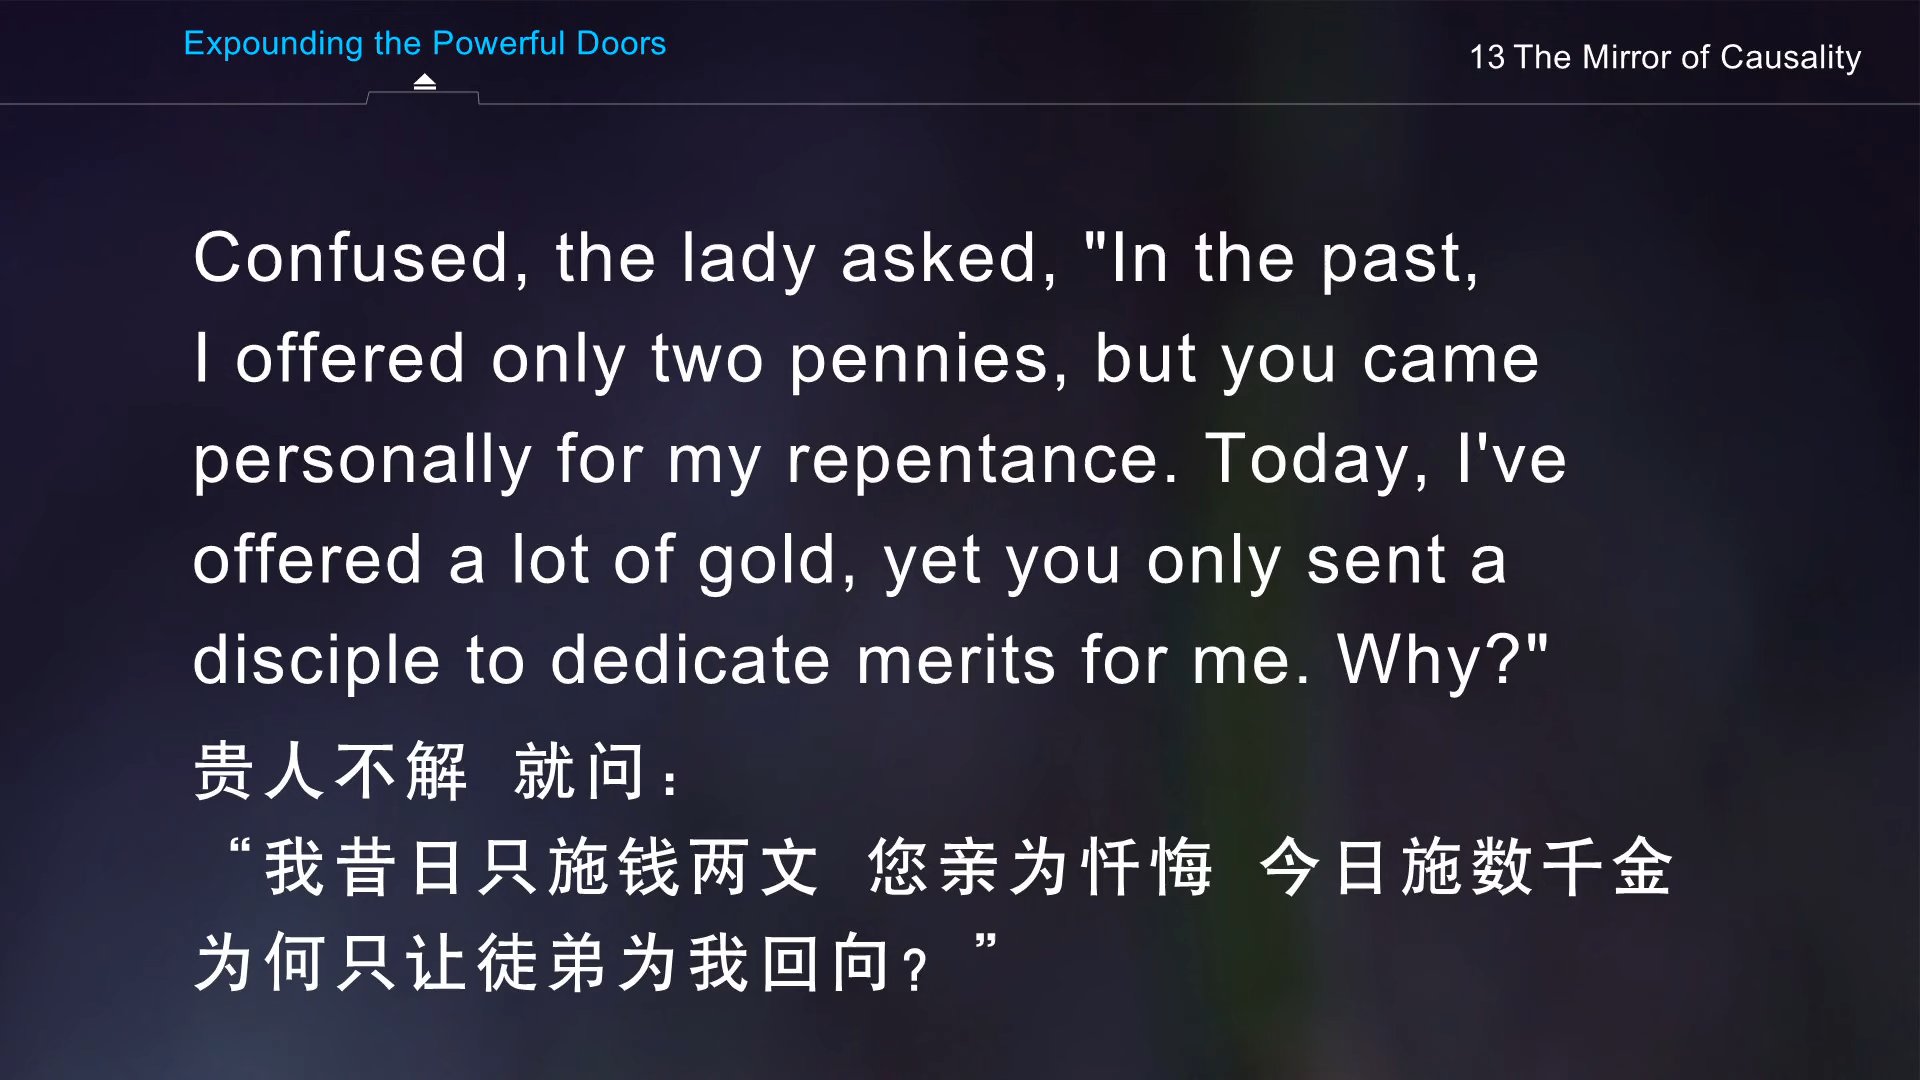 Expounding the Powerful Doors
13 The Mirror of Causality
Confused, the lady asked, "In the past,
I offered only two pennies, but you came
personally for my repentance. Today, I've
offered a lot of gold, yet you only sent a
disciple to dedicate merits for me. Why?"
贵人不解 就问：
“我昔日只施钱两文 您亲为忏悔 今日施数千金
为何只让徒弟为我回向？”